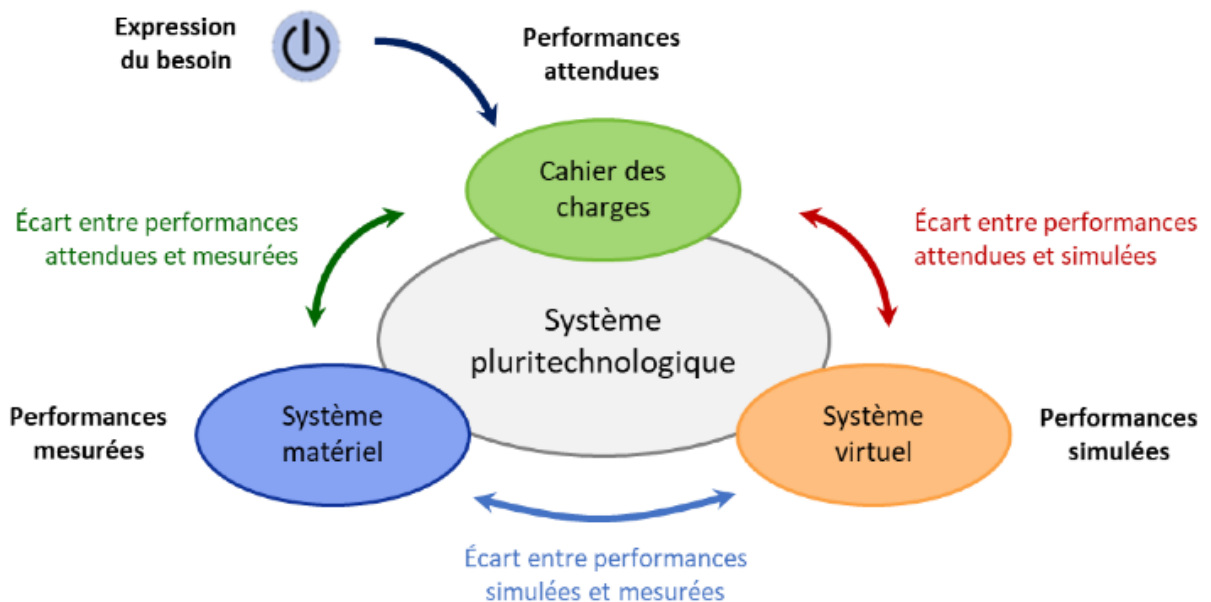 Expression
du besoin
Performances
attendues
Cahier des
charges
Écart entre performances
attendues et mesurées
Écart entre performances
attendues et simulées
Système
pluritechnologique
Performances
mesurées
Système
matériel
Système
virtuel
Performances
simulées
Écart entre performances
simulées et mesurées